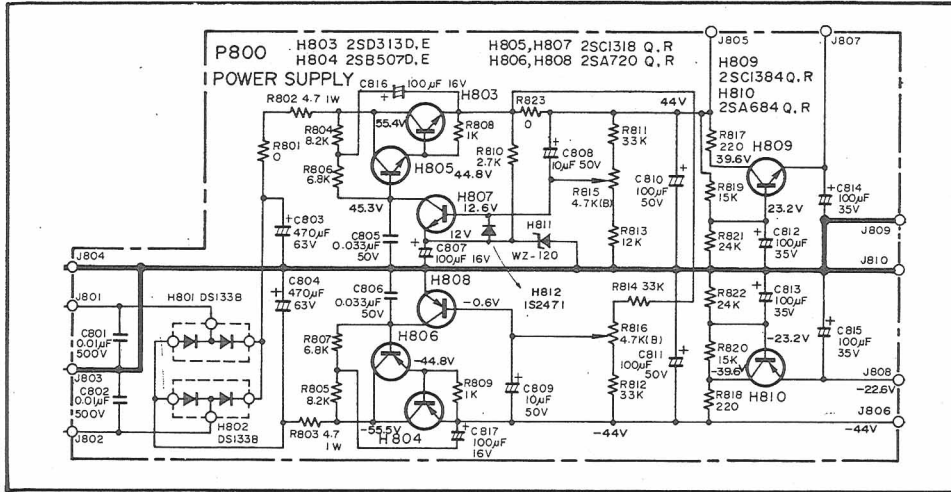 P800
POWER SUPPLY
H803 2SD313D,E
H804 2SB507D,E
H805,H807 2SC1318 Q,R
H806,H808 2SA720 Q,R
J805
J807
H809
2SC1384Q,R
H810
2SA684Q,R
C816
100μF 16V
H803
R802 4.7 1W
R823
0
44V
55.4V
R804
8.2K
R808
1K
R801
0
R806
6.8K
H805
44.8V
R810
2.7K
C808
10μF 50V
R811
33K
R817
220
39.6V
H809
45.3V
H807
12.6V
H811
R815
4.7K(B)
C810
100μF
50V
R819
15K
23.2V
C814
100μF
35V
C803
470μF
63V
C805
0.033μF
50V
12V
C807
100μF 16V
WZ-120
R813
12K
R821
24K
C812
100μF
35V
J809
J804
J810
C804
470μF
63V
C806
0.033μF
50V
H808
H812
1S2471
R814 33K
R822
24K
C813
100μF
35V
J801
H801 DS133B
-0.6V
C801
0.01μF
500V
R807
6.8K
H806
-44.8V
R816
4.7K(B)
C811
100μF
50V
R820
15K
-39.6V
-23.2V
C815
100μF
35V
J803
C802
0.01μF
500V
R805
8.2K
R809
1K
C809
10μF
50V
R812
33K
R818
220
H810
J808
-22.6V
J802
H802
DS133B
R803 4.7
1W
-55.5V
H804
C817
100μF
16V
-44V
J806
-44V